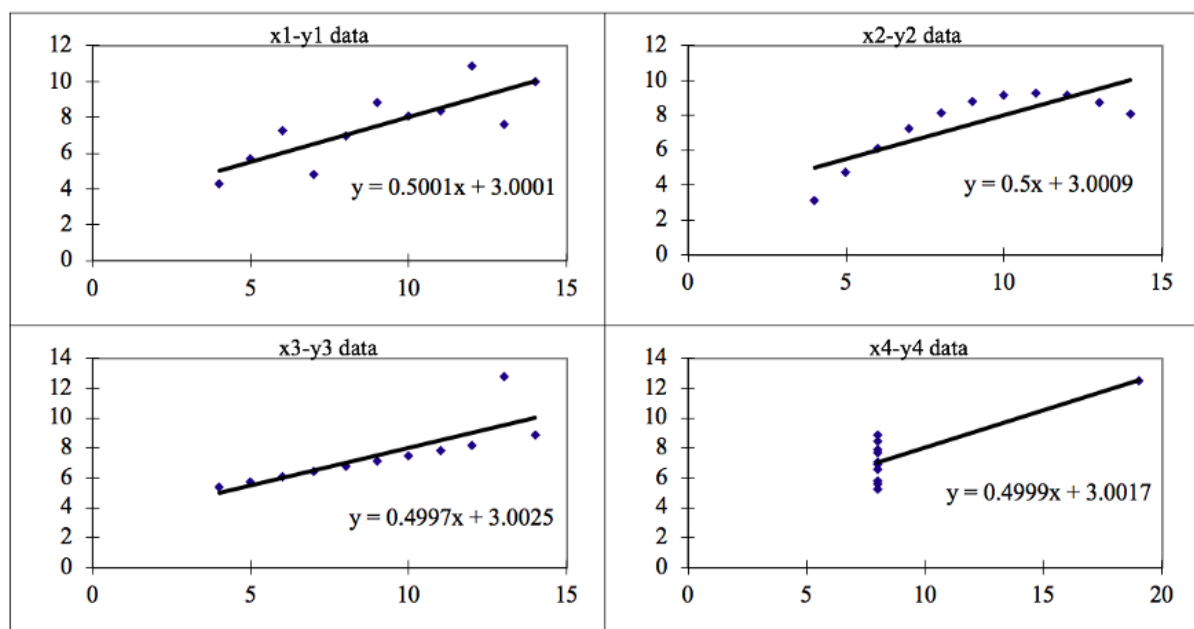 x1-y1 data
12
10
8
6
4
2
0
0 5 10 15
y = 0.5001x + 3.0001
x2-y2 data
12
10
8
6
4
2
0
0 5 10 15
y = 0.5x + 3.0009
x3-y3 data
14
12
10
8
6
4
2
0
0 5 10 15
y = 0.4997x + 3.0025
x4-y4 data
14
12
10
8
6
4
2
0
0 5 10 15 20
y = 0.4999x + 3.0017